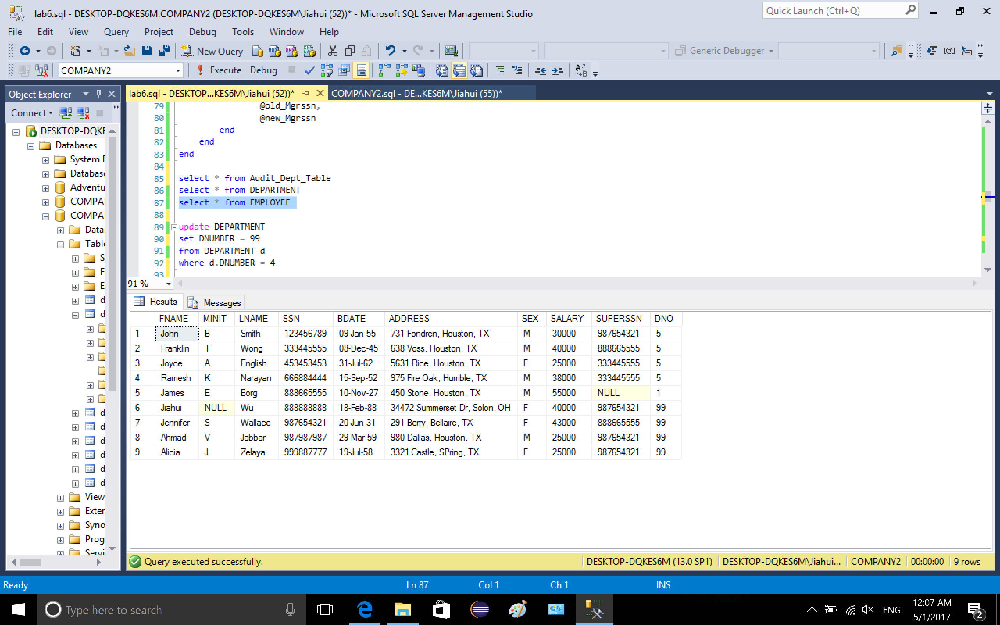 lab6.sql - DESKTOP-DQKES6M.COMPANY2 (DESKTOP-DQKES6M\Jiahui (52))* - Microsoft SQL Server Management Studio
Quick Launch (Ctrl+Q)
File Edit View Query Project Debug Tools Window Help
New Query
Generic Debugger
COMPANY2
Execute Debug
Object Explorer
lab6.sql - DESKTOP...KES6M\Jiahui (52))*
COMPANY2.sql - DE...KES6M\Jiahui (55))*
Connect
DESKTOP-DQKE
Databases
System D
Database
Adventu
COMPAI
COMPAI
Datal
Table
S
F
E
d
d
d
d
d
d
d
d
View
Exter
Syno
Prog
Servi
79 @old_Mgrssn,
80 @new_Mgrssn
81 end
82 end
83 end
84
85 select * from Audit_Dept_Table
86 select * from DEPARTMENT
87 select * from EMPLOYEE
88
89 update DEPARTMENT
90 set DNUMBER = 99
91 from DEPARTMENT d
92 where d.DNUMBER = 4
93
91 %
Results Messages
FNAME MINIT LNAME SSN BDATE ADDRESS SEX SALARY SUPERSSN DNO
1 John B Smith 123456789 09-Jan-55 731 Fondren, Houston, TX M 30000 987654321 5
2 Franklin T Wong 333445555 08-Dec-45 638 Voss, Houston, TX M 40000 888665555 5
3 Joyce A English 453453453 31-Jul-62 5631 Rice, Houston, TX F 25000 333445555 5
4 Ramesh K Narayan 666884444 15-Sep-52 975 Fire Oak, Humble, TX M 38000 333445555 5
5 James E Borg 888665555 10-Nov-27 450 Stone, Houston, TX M 55000 NULL 1
6 Jiahui NULL Wu 888888888 18-Feb-88 34472 Summerset Dr, Solon, OH F 40000 987654321 99
7 Jennifer S Wallace 987654321 20-Jun-31 291 Berry, Bellaire, TX F 43000 888665555 99
8 Ahmad V Jabbar 987987987 29-Mar-59 980 Dallas, Houston, TX M 25000 987654321 99
9 Alicia J Zelaya 999887777 19-Jul-58 3321 Castle, SPring, TX F 25000 987654321 99
Query executed successfully.
DESKTOP-DQKES6M (13.0 SP1) DESKTOP-DQKES6M\Jiahui... COMPANY2 00:00:00 9 rows
Ready Ln 87 Col 1 Ch 1 INS
Type here to search
ENG
12:07 AM
5/1/2017
2